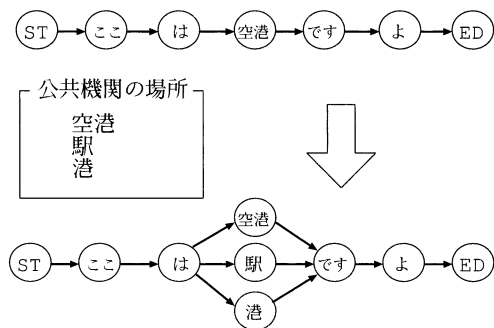 ST ここ は 空港 です よ ED
公共機関の場所
空港
駅
港
空港
ST ここ は 駅 です よ ED
港